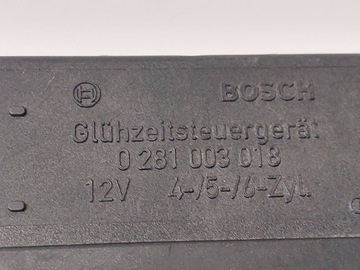 BOSCH
Glühzeitsteuergerät
0 281 003 018
12V 4-/5-/6-Zyl.